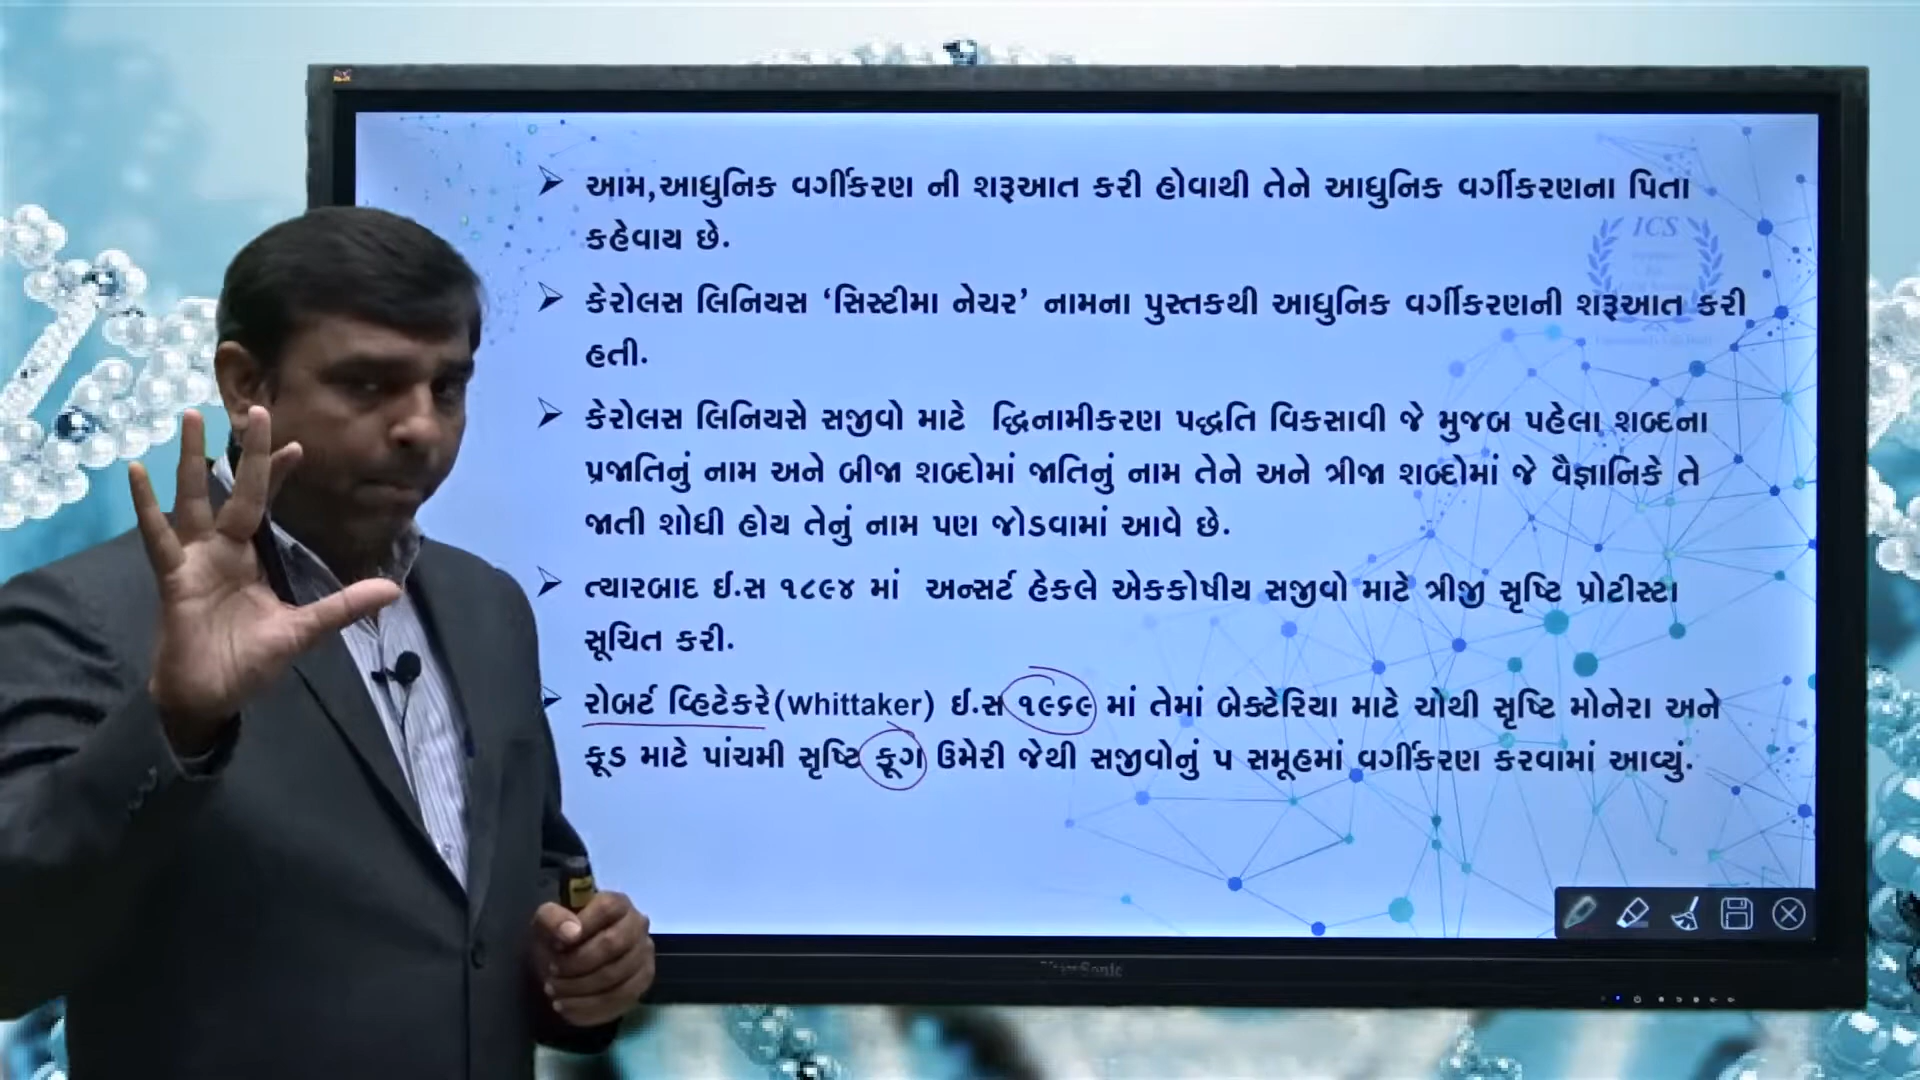 આમ,આધુનિક વર્ગીકરણ ની શરૂઆત કરી હોવાથી તેને આધુનિક વર્ગીકરણના પિતા
કહેવાય છે.
ICS
કેરોલસ લિનિયસ ‘સિસ્ટીમા નેચર’ નામના પુસ્તકથી આધુનિક વર્ગીકરણની શરૂઆત કરી
હતી.
કેરોલસ લિનિયસે સજીવો માટે દ્વિનામીકરણ પદ્ધતિ વિકસાવી જે મુજબ પહેલા શબ્દના
પ્રજાતિનું નામ અને બીજા શબ્દોમાં જાતિનું નામ તેને અને ત્રીજા શબ્દોમાં જે વૈજ્ઞાનિકે તે
જાતી શોધી હોય તેનું નામ પણ જોડવામાં આવે છે.
ત્યારબાદ ઈ.સ ૧૮૯૪ માં અન્સર્ટ હેકલે એકકોષીય સજીવો માટે ત્રીજી સૃષ્ટિ પ્રોટીસ્ટા
સૂચિત કરી.
રોબર્ટ વ્હિટેકરે(Whittaker) ઈ.સ ૧૯૬૯ માં તેમાં બેક્ટેરિયા માટે ચોથી સૃષ્ટિ મોનેરા અને
ફૂડ માટે પાંચમી સૃષ્ટિ ફૂગ ઉમેરી જેથી સજીવોનું ૫ સમૂહમાં વર્ગીકરણ કરવામાં આવ્યું.
ViewSonic